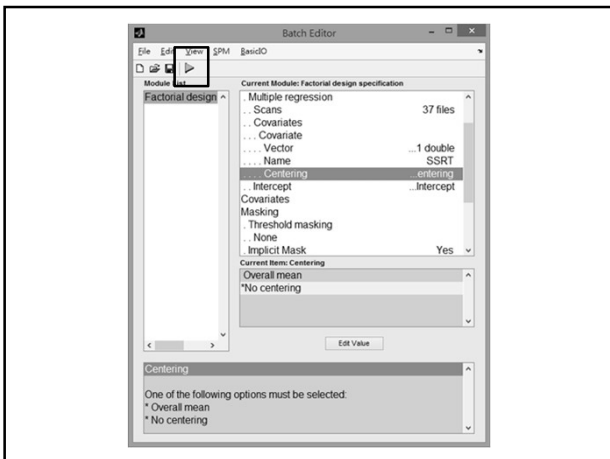 Batch Editor
File Edit View SPM BasicIO
Module List
Factorial design
Current Module: Factorial design specification
. Multiple regression
. . Scans 37 files
. . Covariates
. . . Covariate
. . . . Vector ...1 double
. . . . Name SSRT
. . . . Centering ...entering
. . Intercept ...Intercept
Covariates
Masking
. Threshold masking
. . None
. Implicit Mask Yes
Current Item: Centering
Overall mean
*No centering
Edit Value
Centering
One of the following options must be selected:
* Overall mean
* No centering